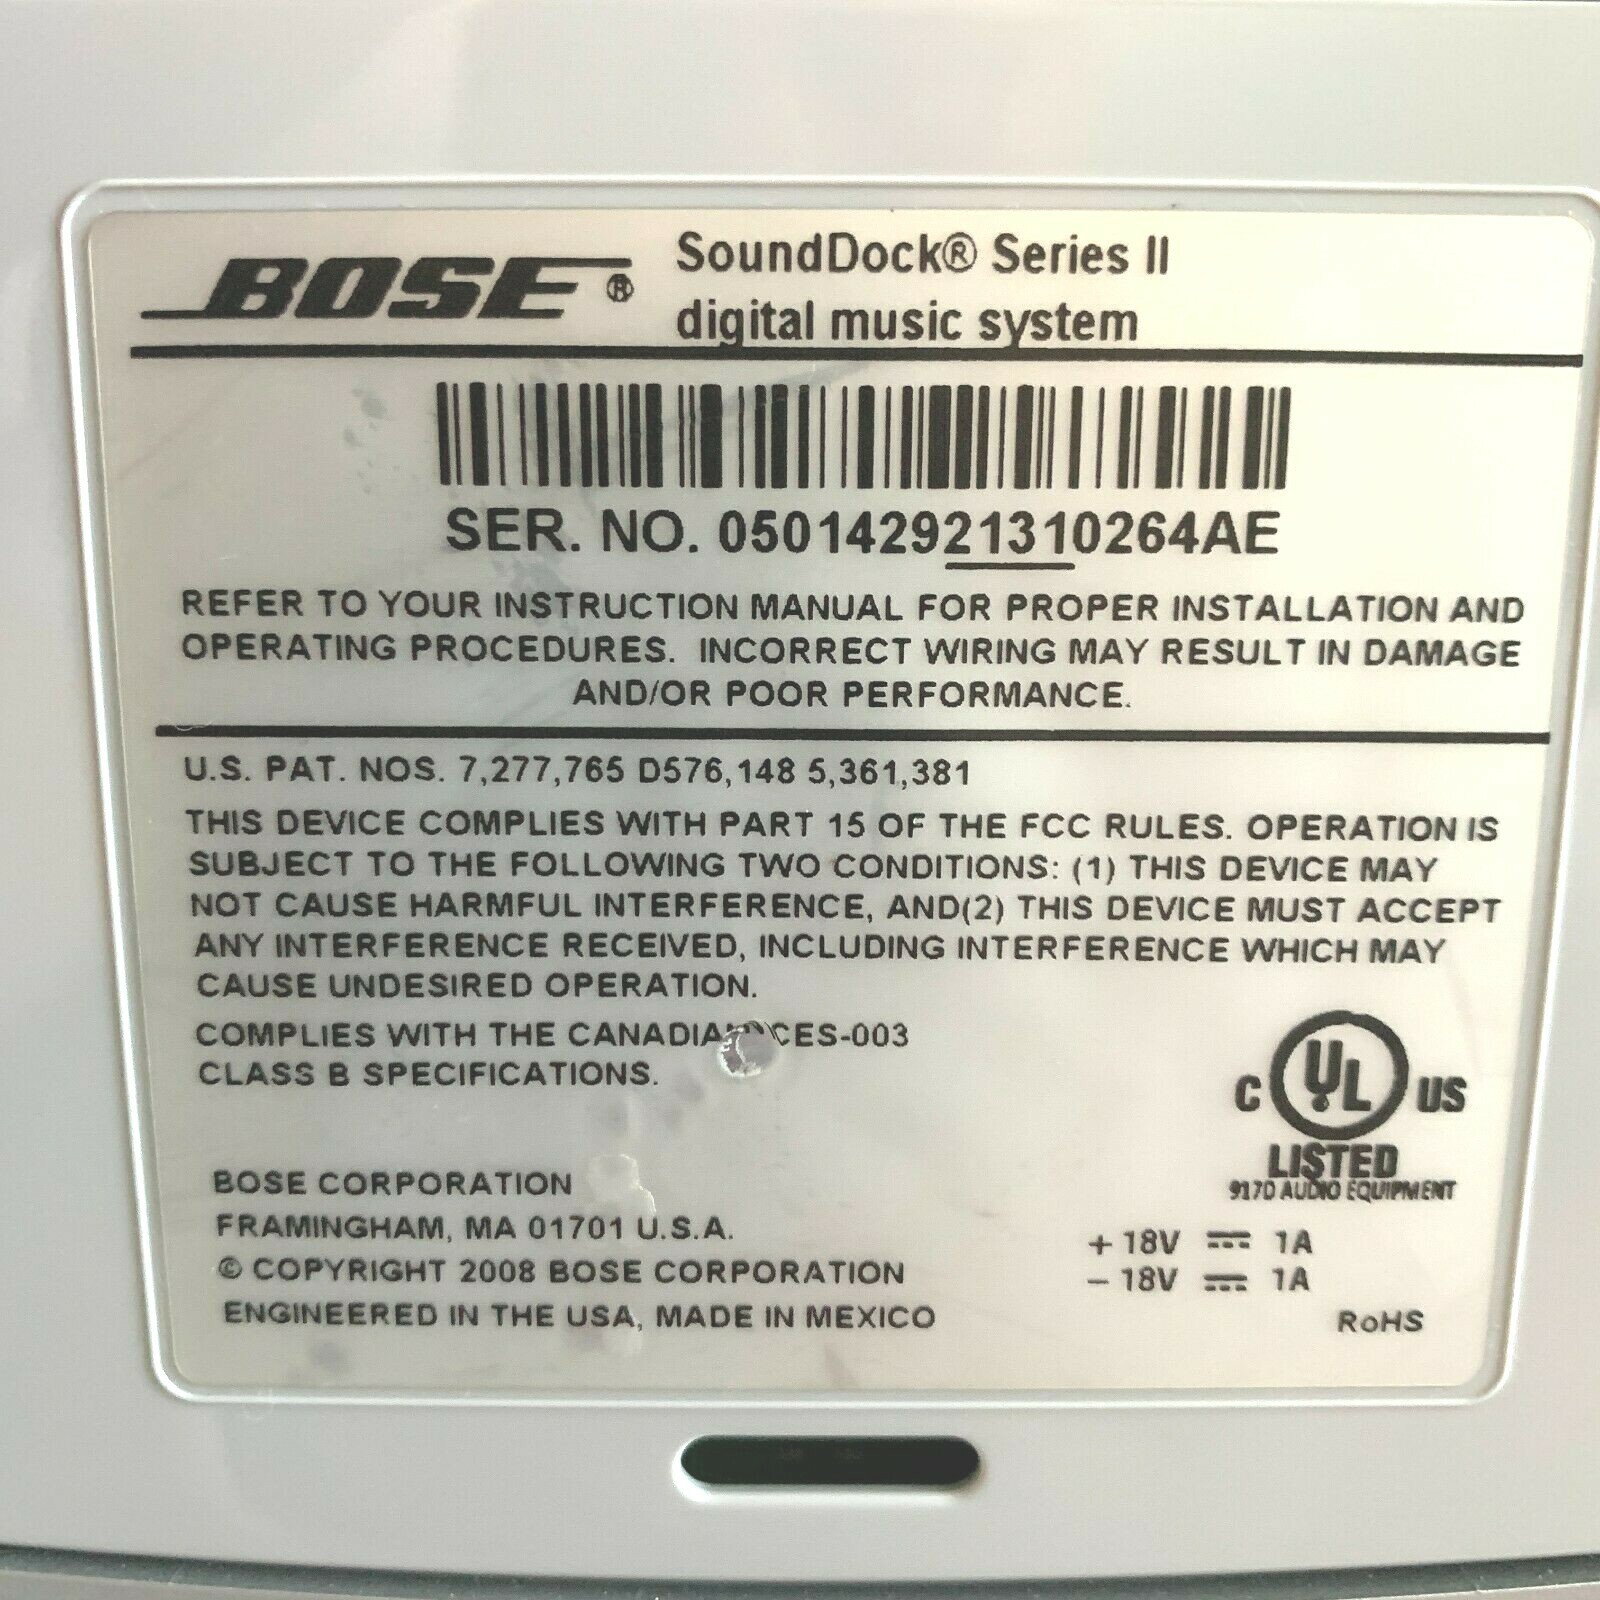 BOSE® SoundDock® Series II
digital music system
SER. NO. 050142921310264AE
REFER TO YOUR INSTRUCTION MANUAL FOR PROPER INSTALLATION AND
OPERATING PROCEDURES. INCORRECT WIRING MAY RESULT IN DAMAGE
AND/OR POOR PERFORMANCE.
U.S. PAT. NOS. 7,277,765 D576,148 5,361,381
THIS DEVICE COMPLIES WITH PART 15 OF THE FCC RULES. OPERATION IS
SUBJECT TO THE FOLLOWING TWO CONDITIONS: (1) THIS DEVICE MAY
NOT CAUSE HARMFUL INTERFERENCE, AND(2) THIS DEVICE MUST ACCEPT
ANY INTERFERENCE RECEIVED, INCLUDING INTERFERENCE WHICH MAY
CAUSE UNDESIRED OPERATION.
COMPLIES WITH THE CANADIAN
CLASS B SPECIFICATIONS.
C UL US
LISTED
917D AUDIO EQUIPMENT
BOSE CORPORATION
FRAMINGHAM, MA 01701 U.S.A.
© COPYRIGHT 2008 BOSE CORPORATION
ENGINEERED IN THE USA, MADE IN MEXICO
+ 18V ⎓ 1A
– 18V ⎓ 1A
RoHS